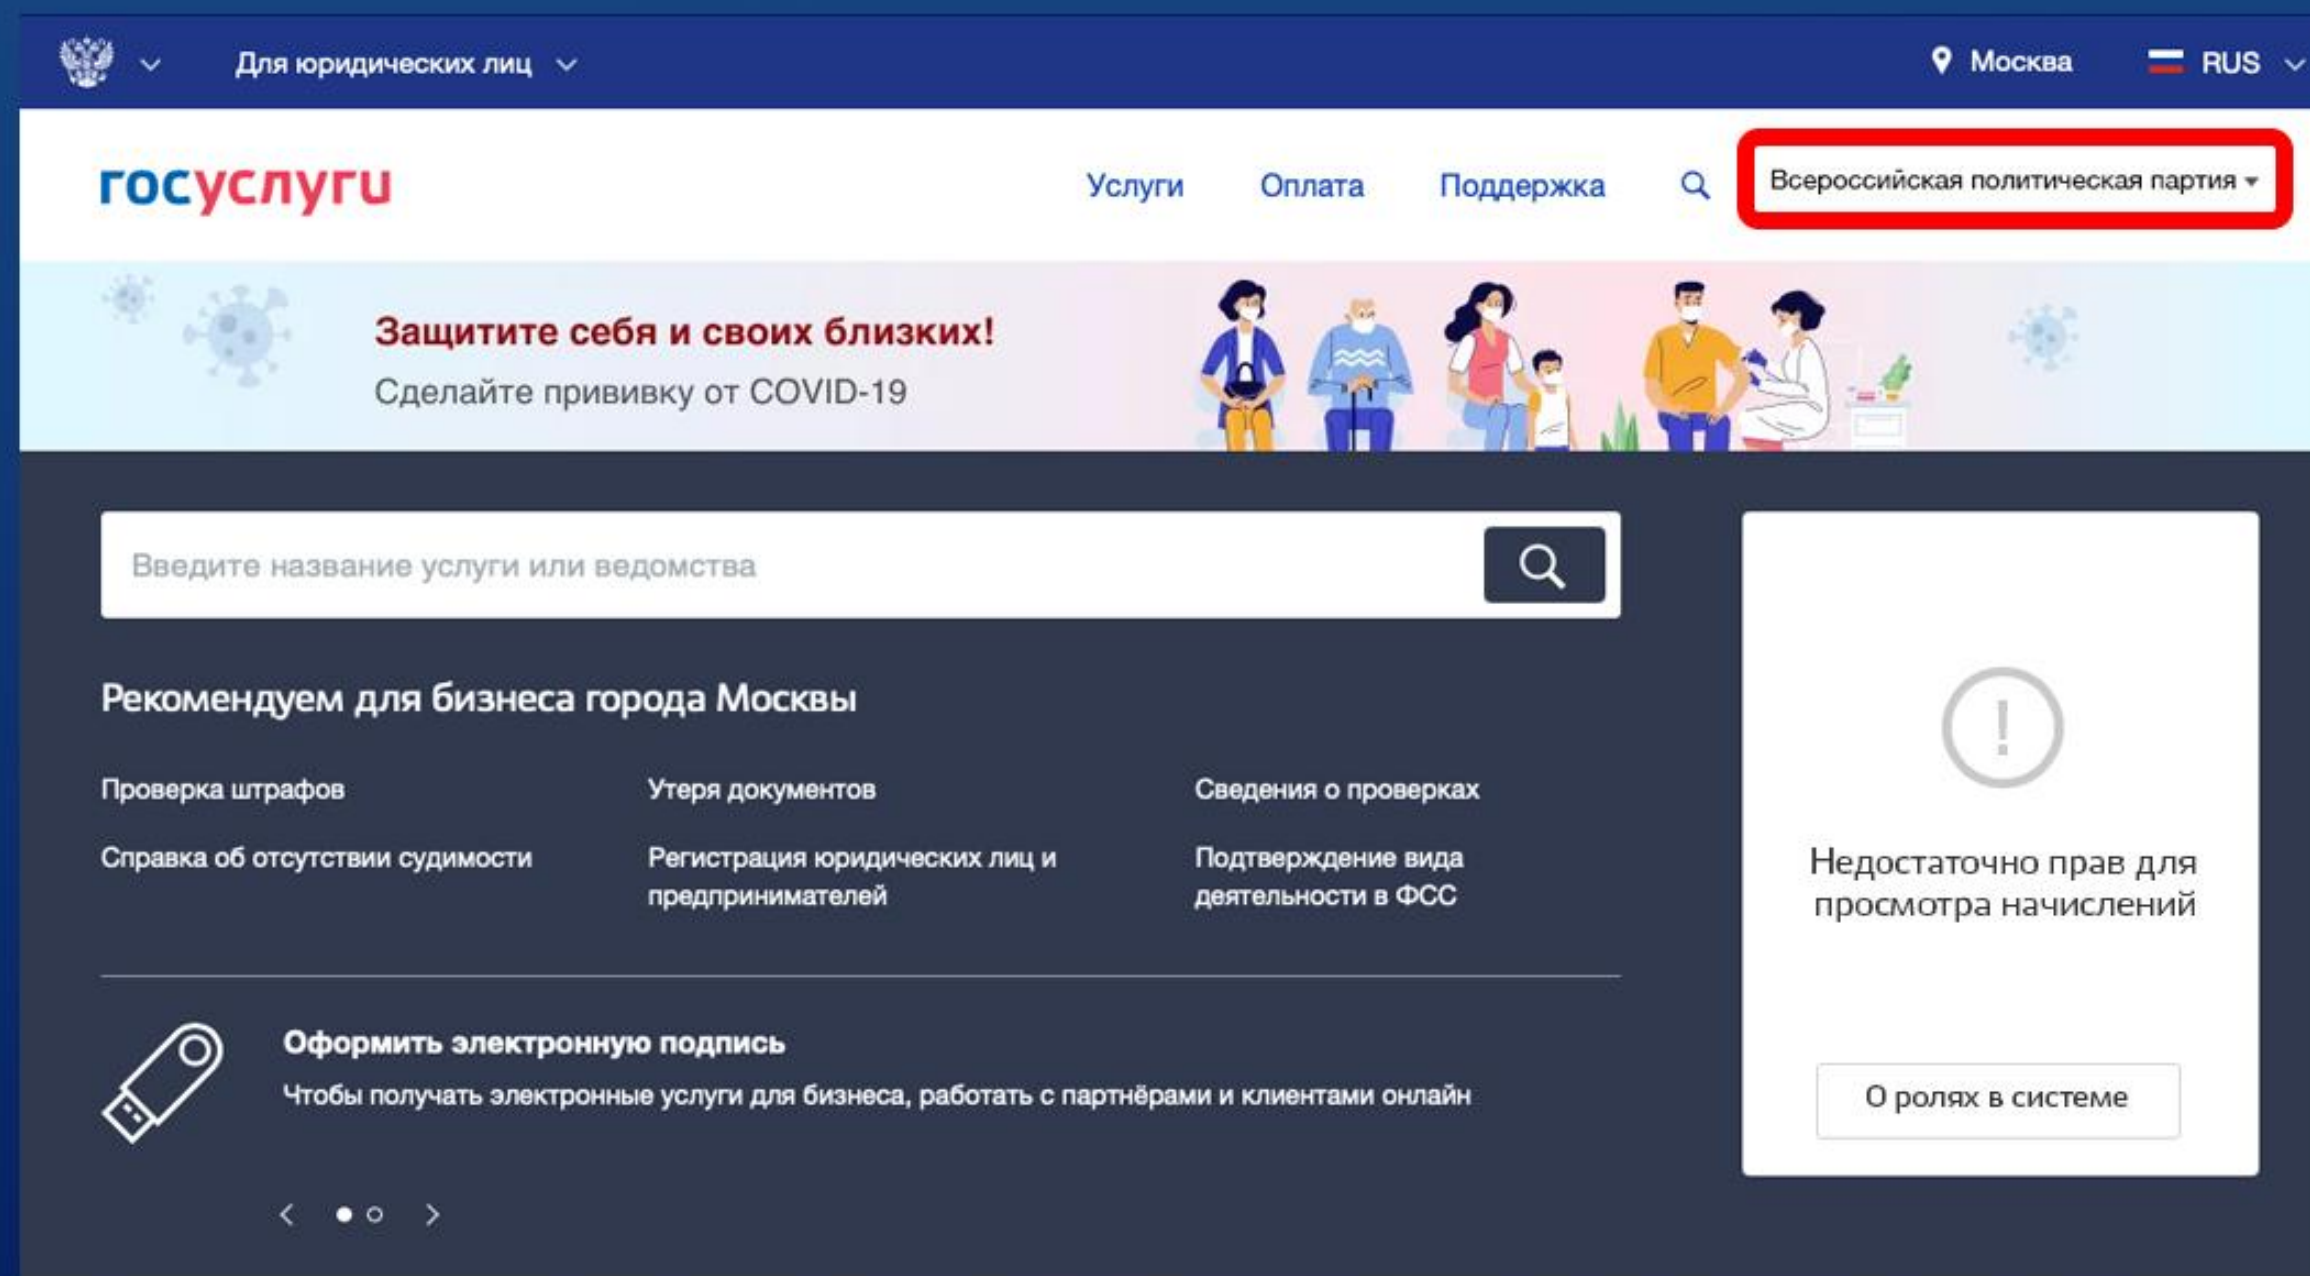 Для юридических лиц
Москва
RUS
госуслуги
Услуги
Оплата
Поддержка
Всероссийская политическая партия
Защитите себя и своих близких!
Сделайте прививку от COVID-19
Введите название услуги или ведомства
Рекомендуем для бизнеса города Москвы
Проверка штрафов
Утеря документов
Сведения о проверках
Справка об отсутствии судимости
Регистрация юридических лиц и
предпринимателей
Подтверждение вида
деятельности в ФСС
Недостаточно прав для
просмотра начислений
Оформить электронную подпись
Чтобы получать электронные услуги для бизнеса, работать с партнёрами и клиентами онлайн
О ролях в системе